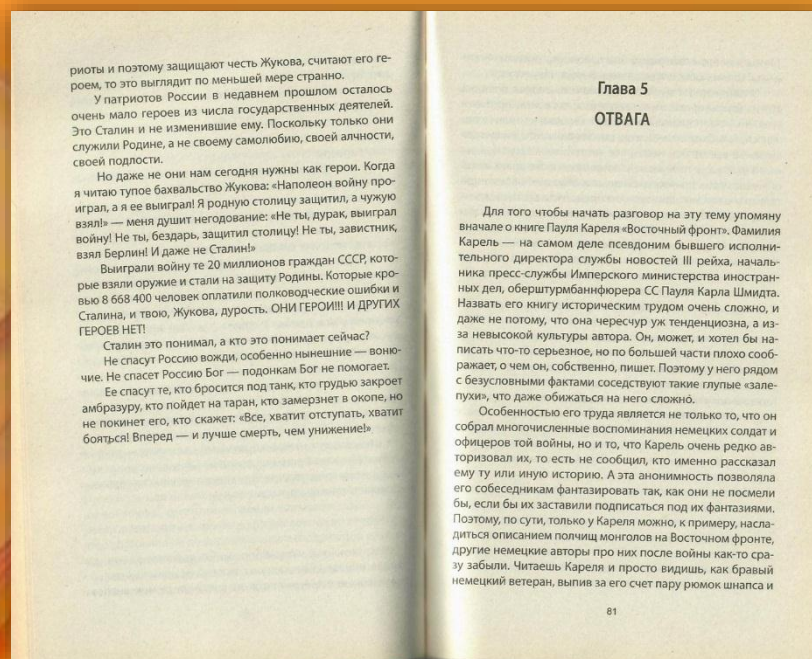 риоты и поэтому защищают честь Жукова, считают его ге-
роем, то это выглядит по меньшей мере странно.
У патриотов России в недавнем прошлом осталось
очень мало героев из числа государственных деятелей.
Это Сталин и не изменившие ему. Поскольку только они
служили Родине, а не своему самолюбию, своей алчности,
своей подлости.
Но даже не они нам сегодня нужны как герои. Когда
я читаю тупое бахвальство Жукова: «Наполеон войну про-
играл, а я ее выиграл! Я родную столицу защитил, а чужую
взял!» — меня душит негодование: «Не ты, дурак, выиграл
войну! Не ты, бездарь, защитил столицу! Не ты, завистник,
взял Берлин! И даже не Сталин!»
Выиграли войну те 20 миллионов граждан СССР, кото-
рые взяли оружие и стали на защиту Родины. Которые кро-
вью 8 668 400 человек оплатили полководческие ошибки и
Сталина, и твою, Жукова, дурость. ОНИ ГЕРОИ!!! И ДРУГИХ
ГЕРОЕВ НЕТ!
Сталин это понимал, а кто это понимает сейчас?
Не спасут Россию вожди, особенно нынешние — воню-
чие. Не спасет Россию Бог — подонкам Бог не помогает.
Ее спасут те, кто бросится под танк, кто грудью закроет
амбразуру, кто пойдет на таран, кто замерзнет в окопе, но
не покинет его, кто скажет: «Все, хватит отступать, хватит
бояться! Вперед — и лучше смерть, чем унижение!»
Глава 5
ОТВАГА
Для того чтобы начать разговор на эту тему упомяну
вначале о книге Пауля Кареля «Восточный фронт». Фамилия
Карель — на самом деле псевдоним бывшего исполни-
тельного директора службы новостей III рейха, началь-
ника пресс-службы Имперского министерства иностран-
ных дел, оберштурмбаннфюрера СС Пауля Карла Шмидта.
Назвать его книгу историческим трудом очень сложно, и
даже не потому, что она чересчур уж тенденциозна, а из-
за невысокой культуры автора. Он, может, и хотел бы на-
писать что-то серьезное, но по большей части плохо сооб-
ражает, о чем он, собственно, пишет. Поэтому у него рядом
с безусловными фактами соседствуют такие глупые «зале-
пухи», что даже обижаться на него сложно.
Особенностью его труда является не только то, что он
собрал многочисленные воспоминания немецких солдат и
офицеров той войны, но и то, что Карель очень редко ав-
торизовал их, то есть не сообщил, кто именно рассказал
ему ту или иную историю. А эта анонимность позволяла
его собеседникам фантазировать так, как они не посмели
бы, если бы их заставили подписаться под их фантазиями.
Поэтому, по сути, только у Кареля можно, к примеру, насла-
диться описанием полчищ монголов на Восточном фронте,
другие немецкие авторы про них после войны как-то сра-
зу забыли. Читаешь Кареля и просто видишь, как бравый
немецкий ветеран, выпив за его счет пару рюмок шнапса и
81